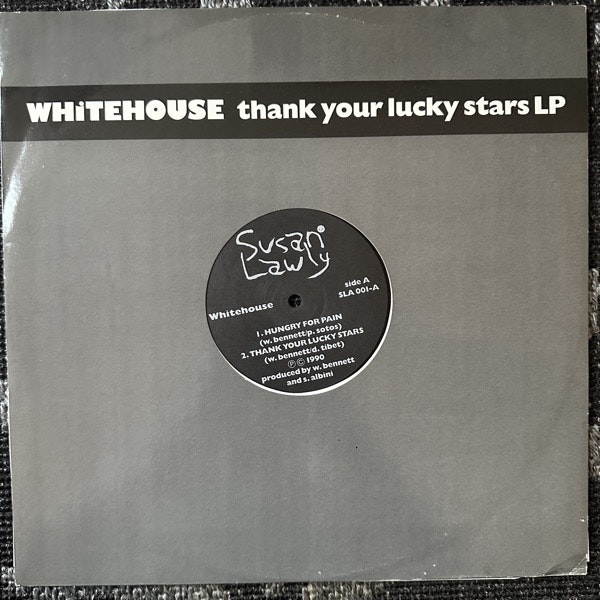 WHiTEHOUSE thank your lucky stars LP
Susan
Lawly
side A
SLA 001-A
Whitehouse
1. HUNGRY FOR PAIN
(w. bennett/p. sotos)
2. THANK YOUR LUCKY STARS
(w. bennett/d. tibet)
Ⓟ © 1990
produced by w. bennett
and s. albini